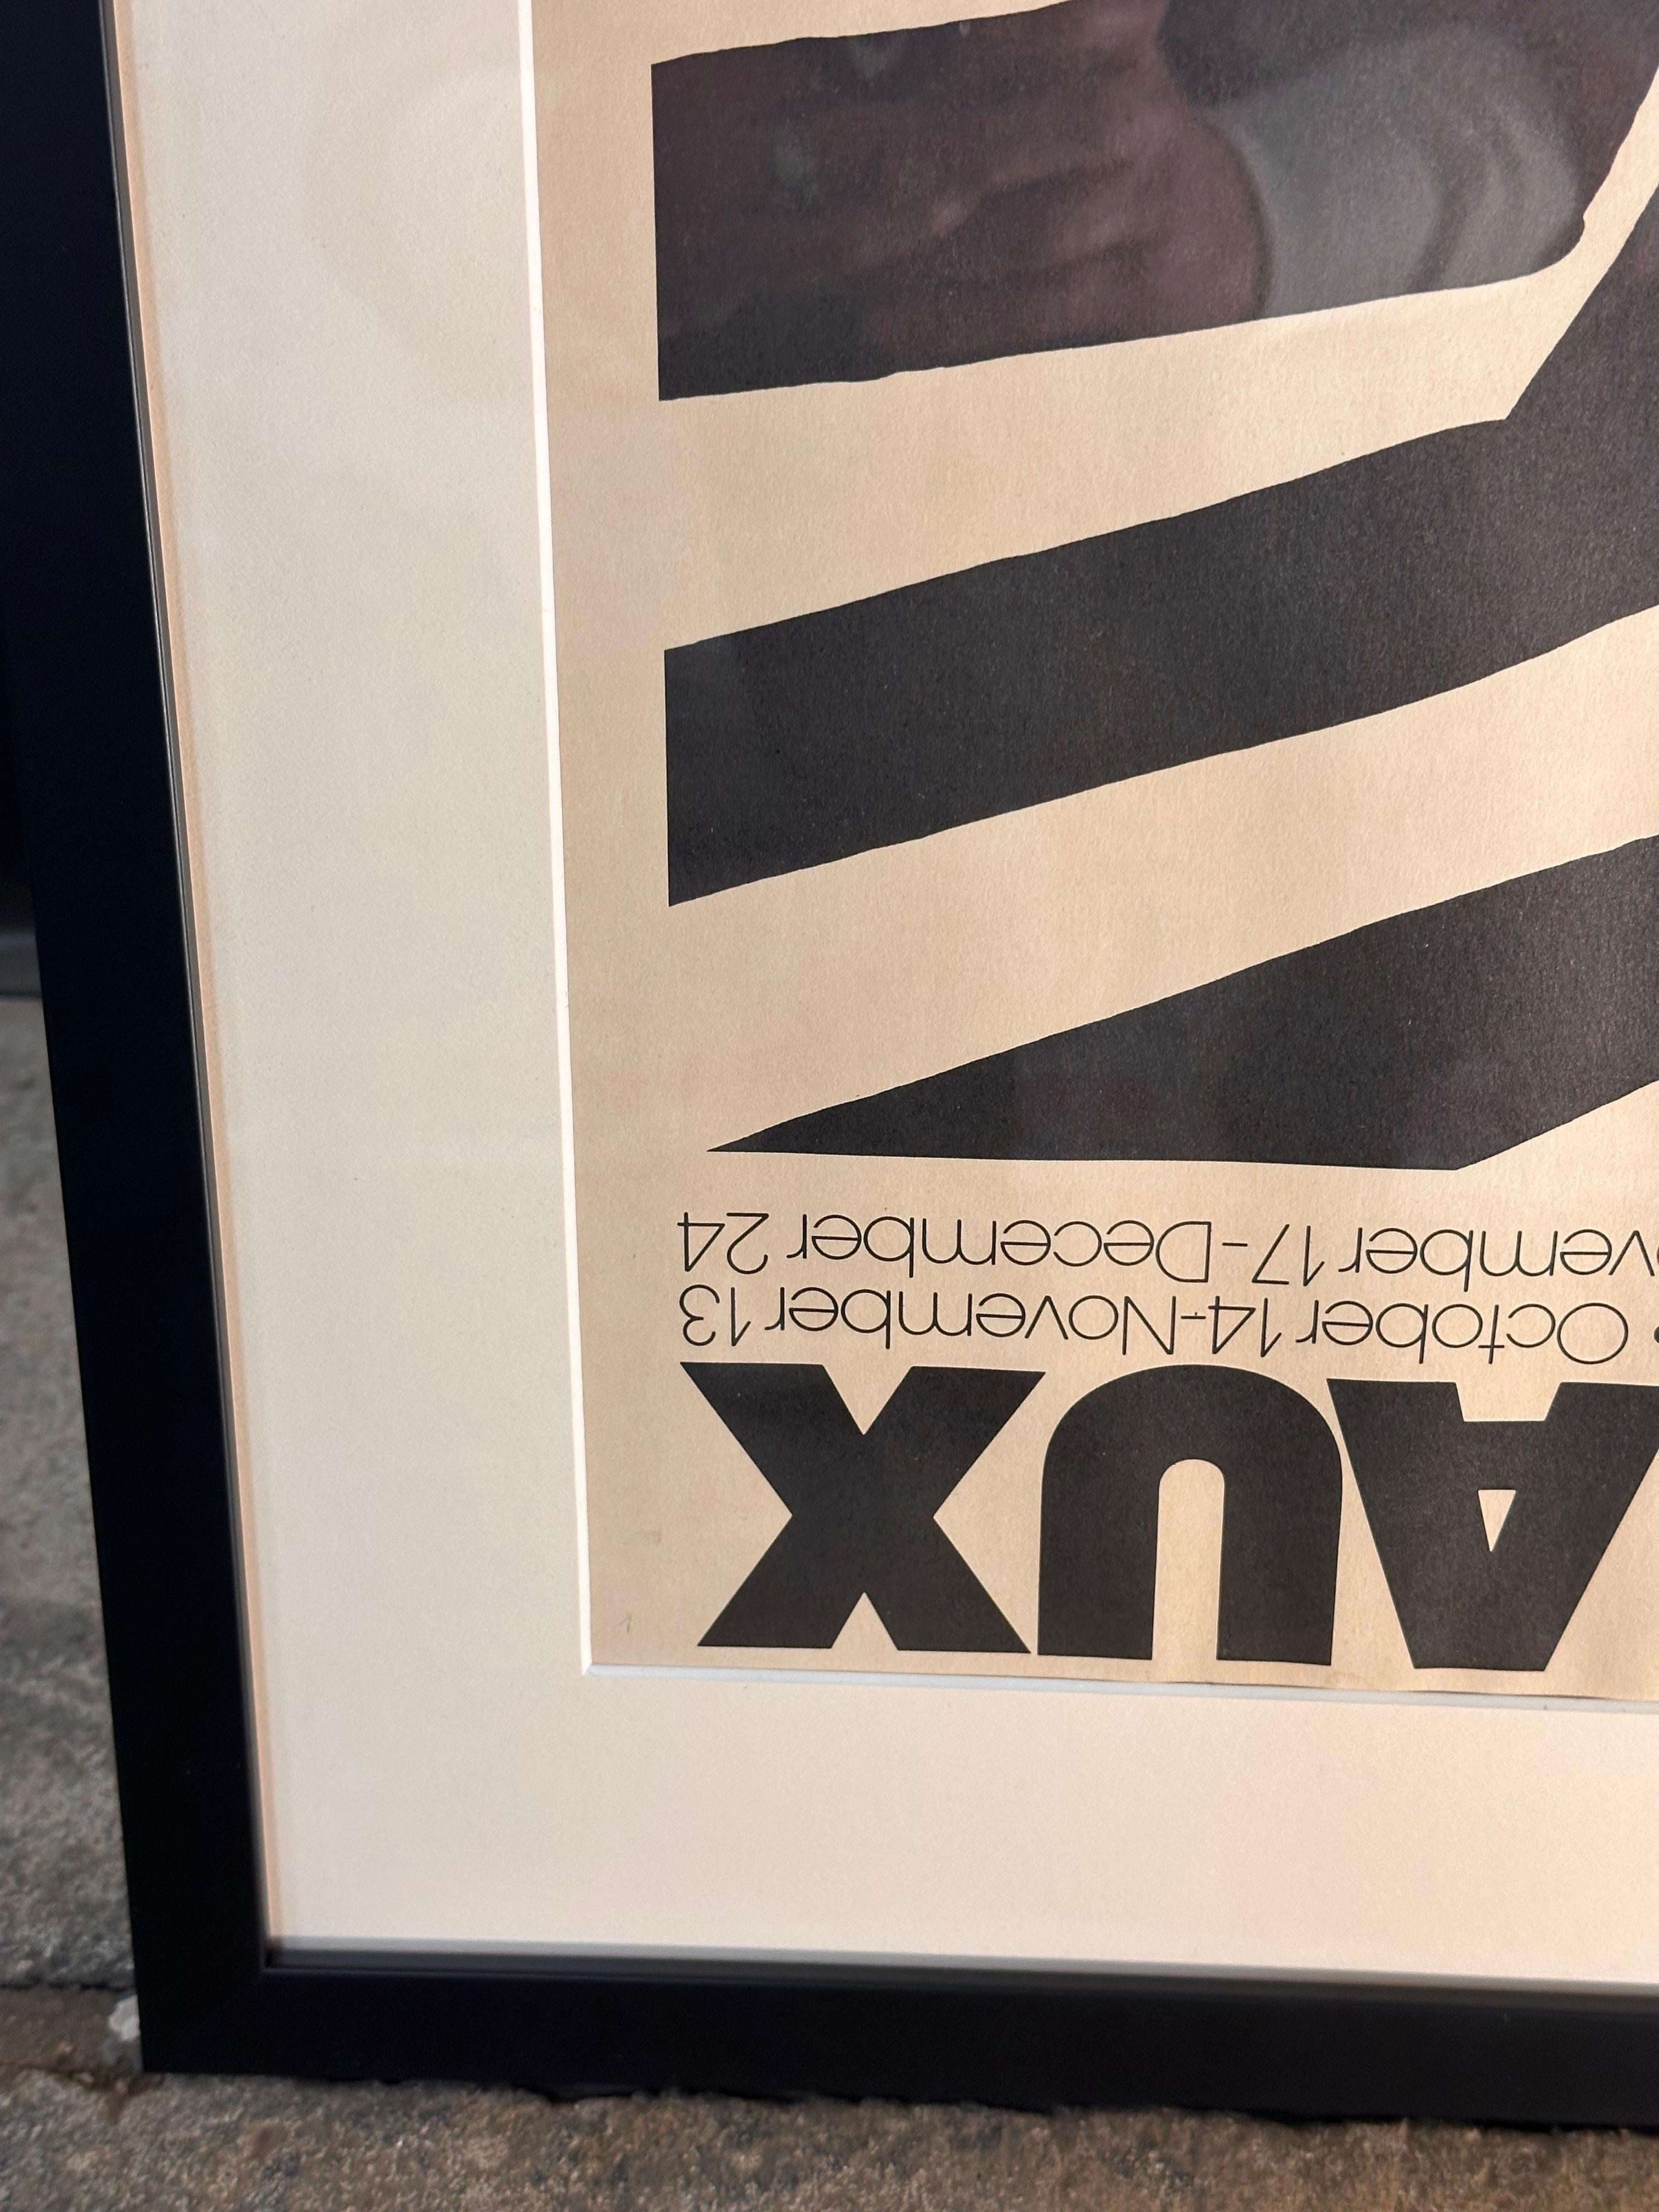 AUX
• October 14-November 13
vember 17-December 24